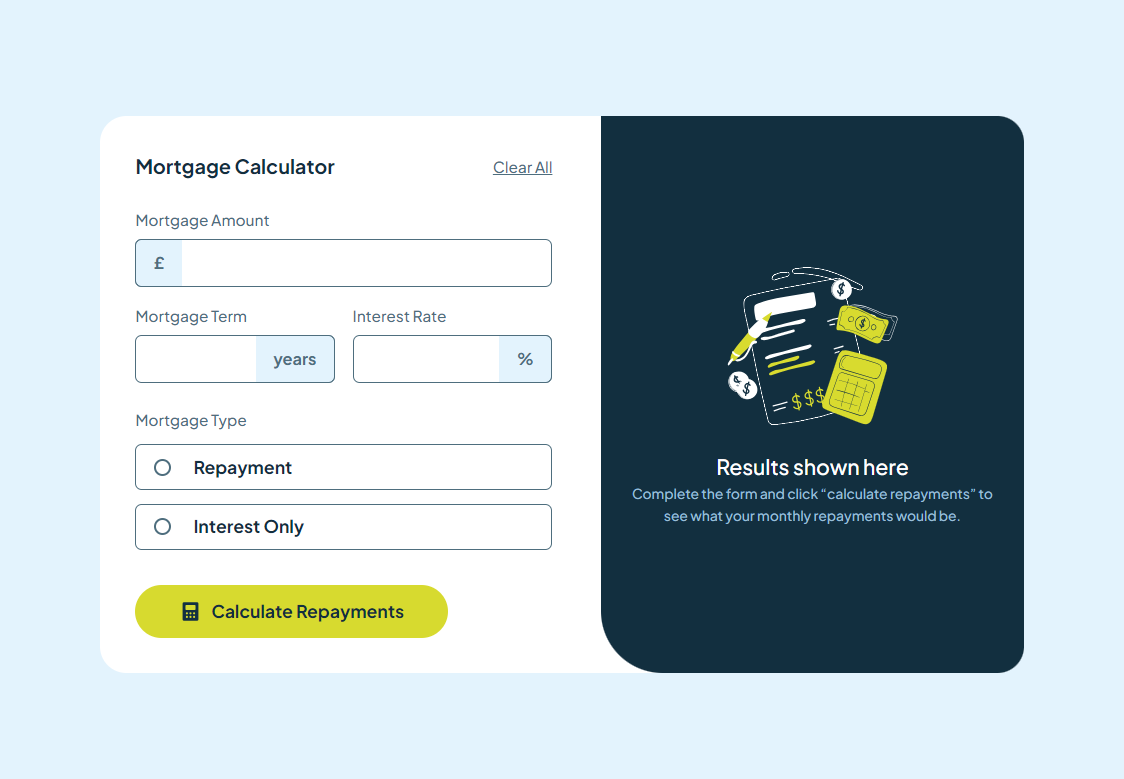 Mortgage Calculator
Clear All
Mortgage Amount
£
Mortgage Term
Interest Rate
years
%
Mortgage Type
Repayment
Interest Only
Calculate Repayments
$
$
$
$
$$$
Results shown here
Complete the form and click “calculate repayments” to
see what your monthly repayments would be.